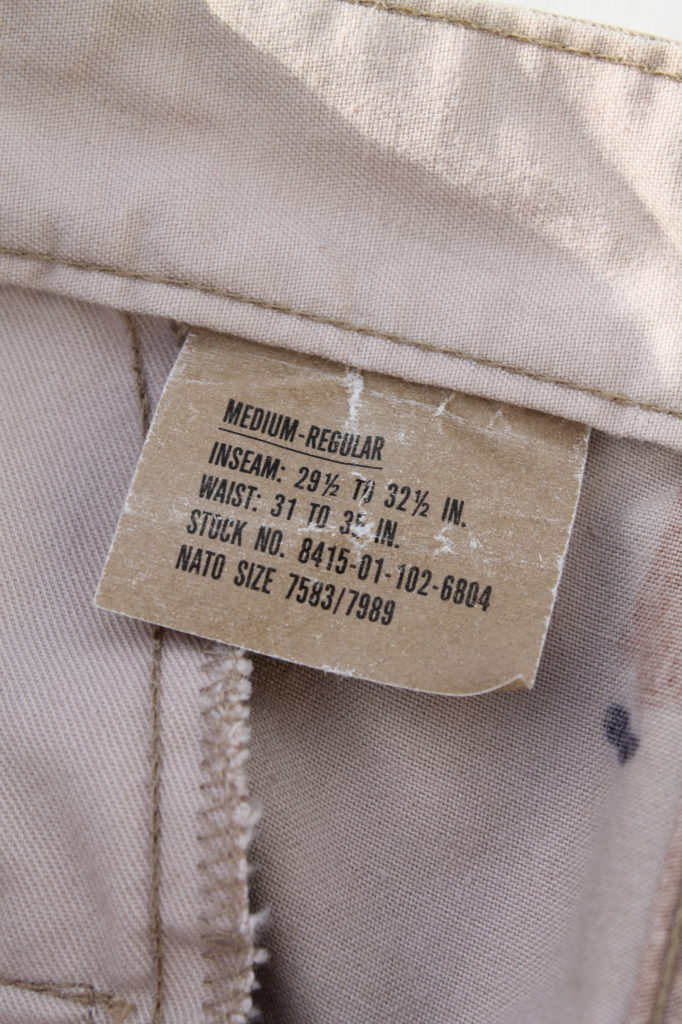 MEDIUM-REGULAR
INSEAM: 29½ TO 32½ IN.
WAIST: 31 TO 35 IN.
STOCK NO. 8415-01-102-6804
NATO SIZE 7583/7989